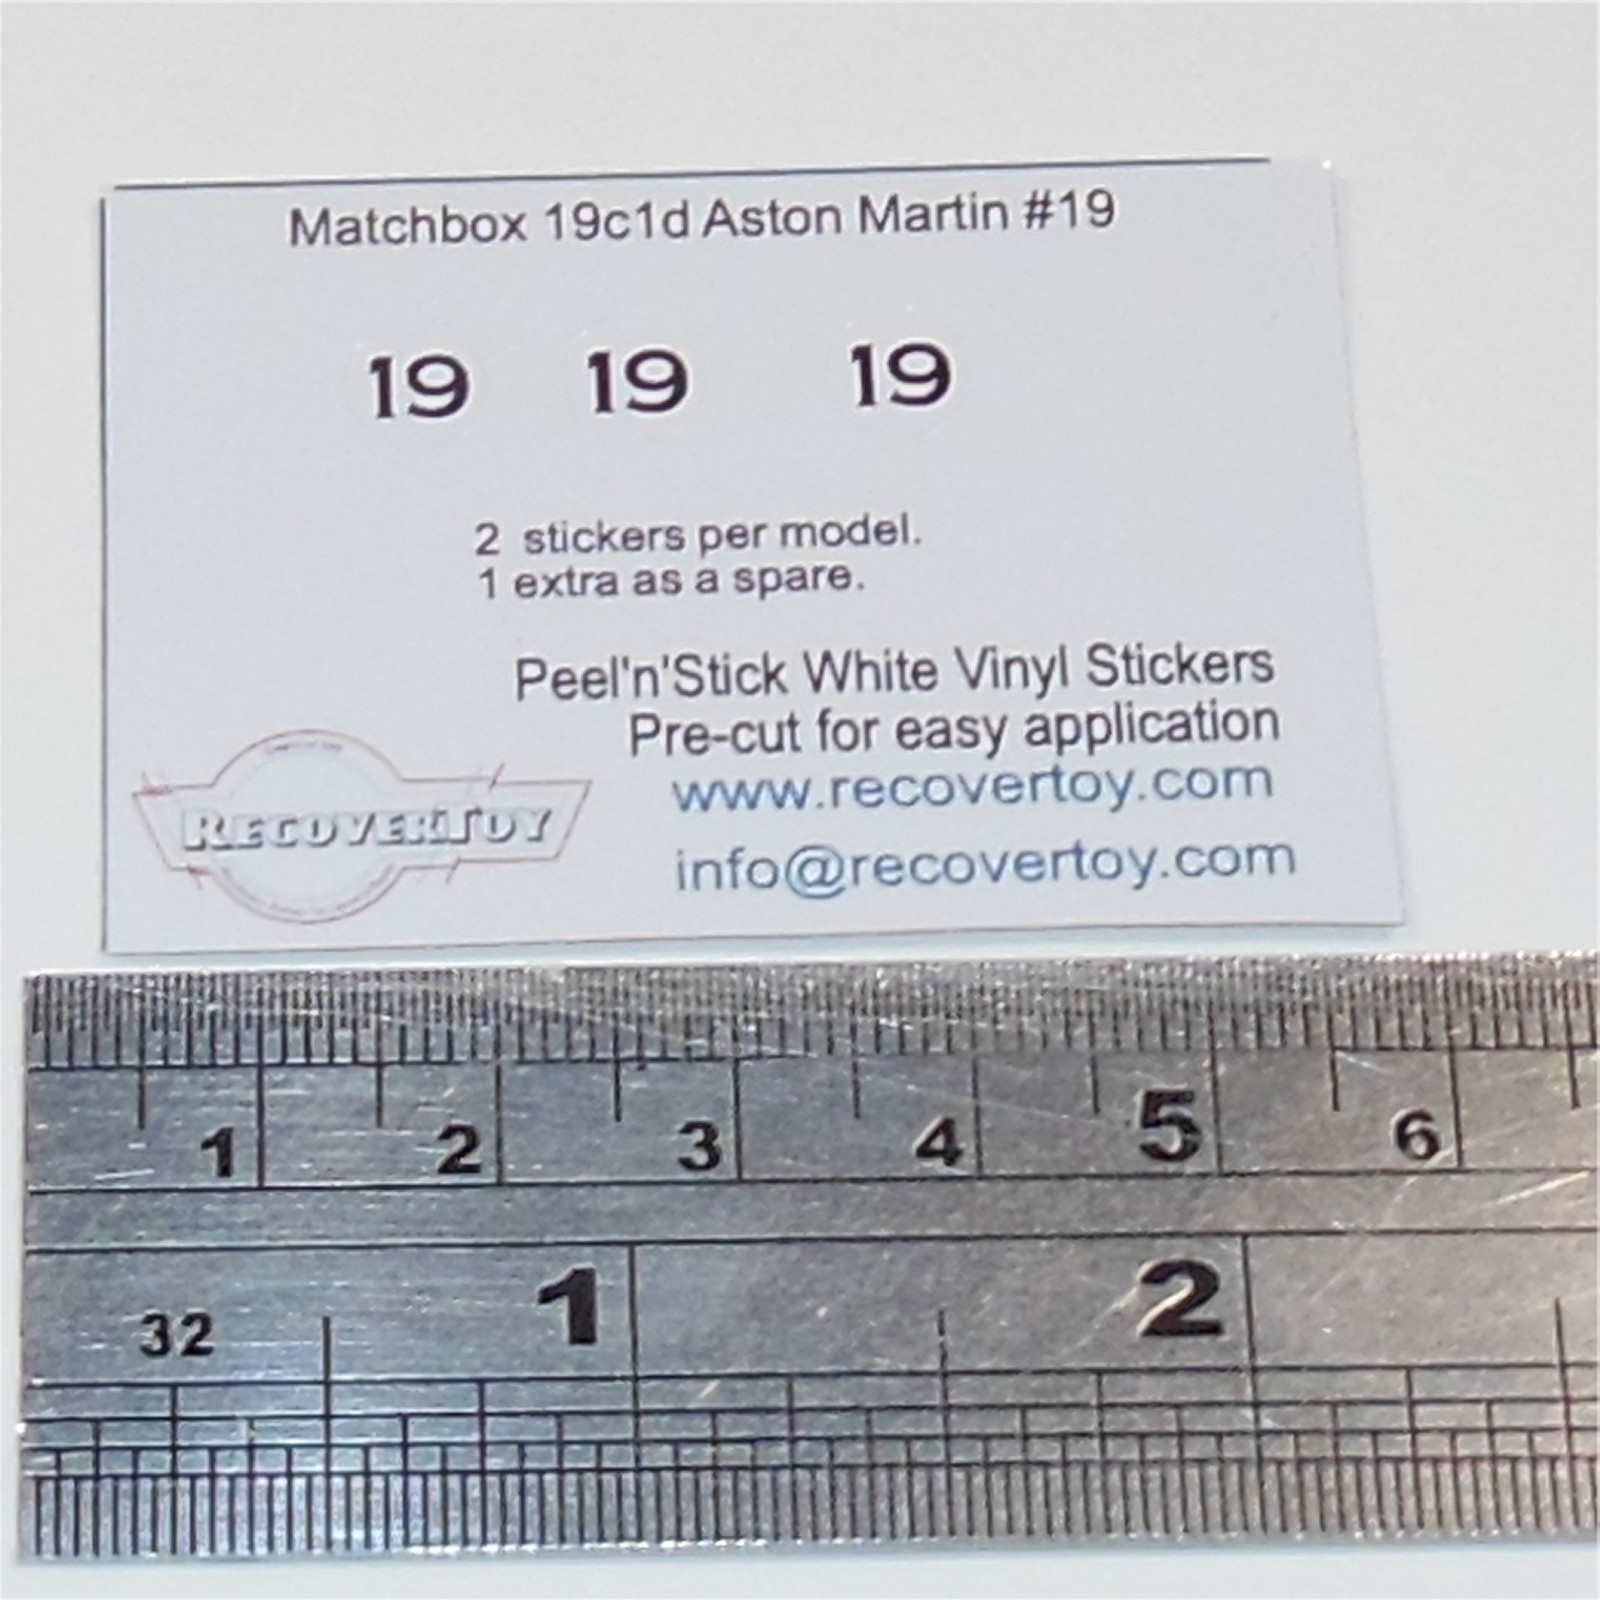 Matchbox 19c1d Aston Martin #19
19 19 19
2 stickers per model.
1 extra as a spare.
Peel'n'Stick White Vinyl Stickers
Pre-cut for easy application
www.recovertoy.com
info@recovertoy.com
RECOVERTOY
1 2 3 4 5 6
1 2
32